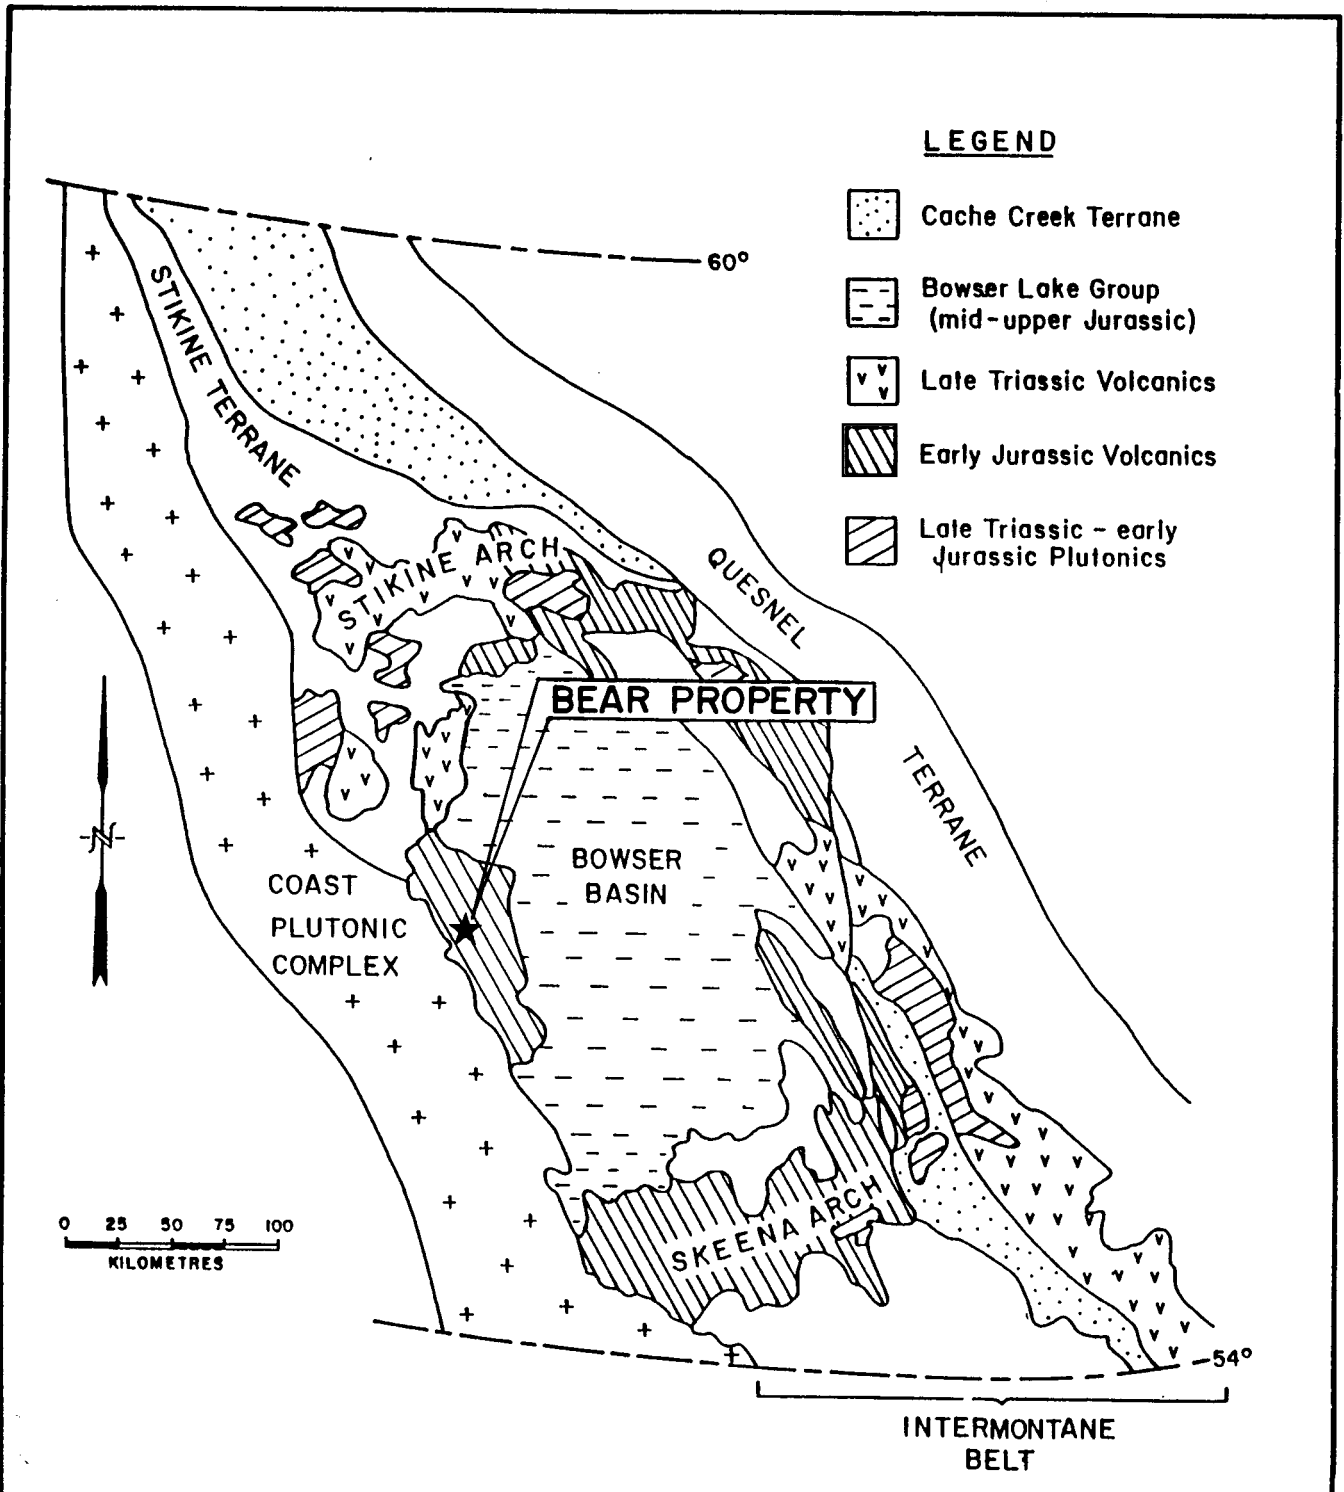 LEGEND
Cache Creek Terrane
Bowser Lake Group
(mid-upper Jurassic)
Late Triassic Volcanics
Early Jurassic Volcanics
Late Triassic - early
Jurassic Plutonics
60°
STIKINE TERRANE
STIKINE ARCH
QUESNEL
TERRANE
BEAR PROPERTY
BOWSER
BASIN
COAST
PLUTONIC
COMPLEX
N
SKEENA ARCH
0 25 50 75 100
KILOMETRES
54°
INTERMONTANE
BELT